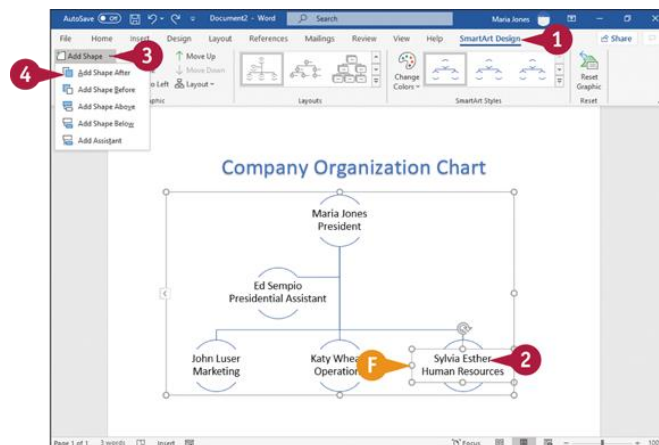 AutoSave Off Document2 - Word Search Maria Jones
File Home Insert Design Layout References Mailings Review View Help SmartArt Design Share
Add Shape
Move Up
Add Shape After
Move Down
Add Shape Before
Left Layout
Add Shape Above
Add Shape Below
Add Assistant
Layouts
Change Colors
SmartArt Styles
Reset Graphic
Reset
1
2
3
4
F
Company Organization Chart
Maria Jones
President
Ed Sempio
Presidential Assistant
John Luser
Marketing
Katy
Operation
Sylvia Esther
Human Resources
Page 1 of 1 3 words Insert Focus 100